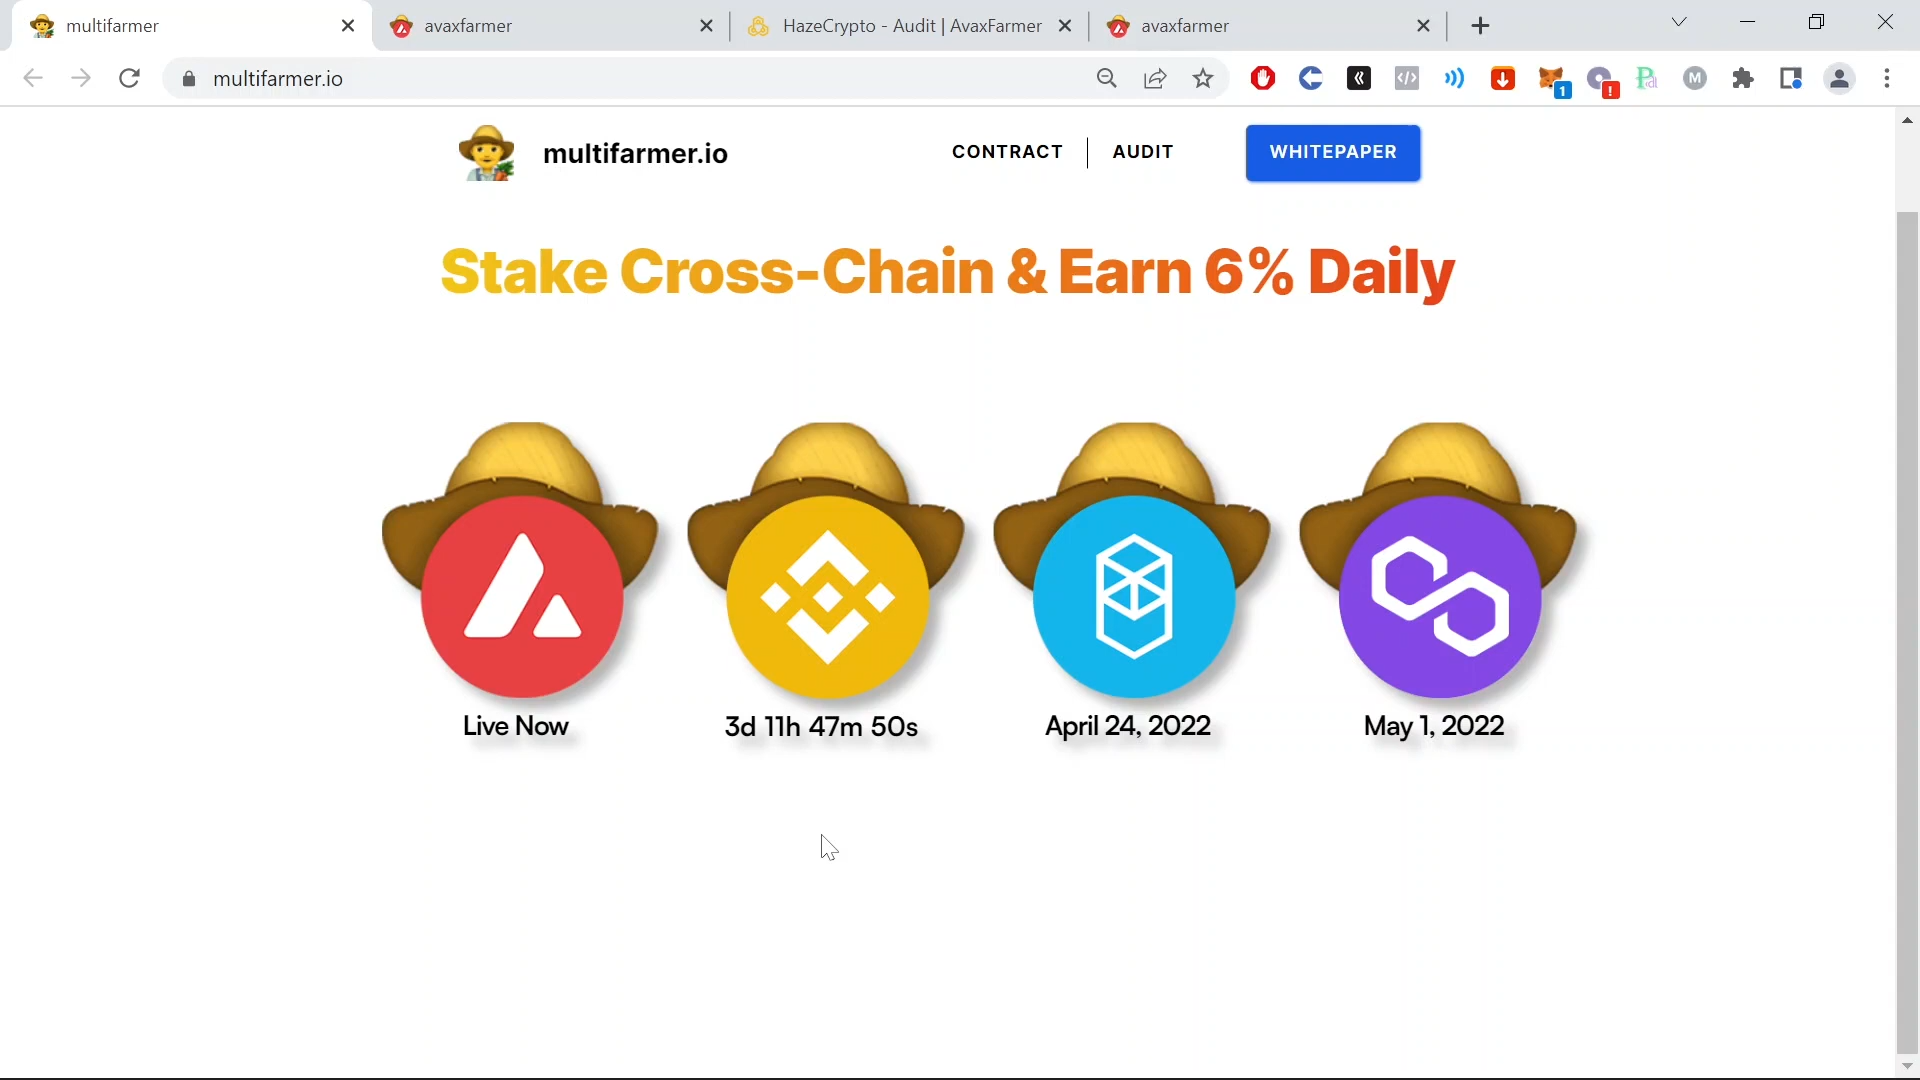 multifarmer
avaxfarmer
HazeCrypto - Audit | AvaxFarmer
avaxfarmer
multifarmer.io
1
!
M
multifarmer.io
CONTRACT
AUDIT
WHITEPAPER
Stake Cross-Chain & Earn 6% Daily
Live Now
3d 11h 47m 50s
April 24, 2022
May 1, 2022